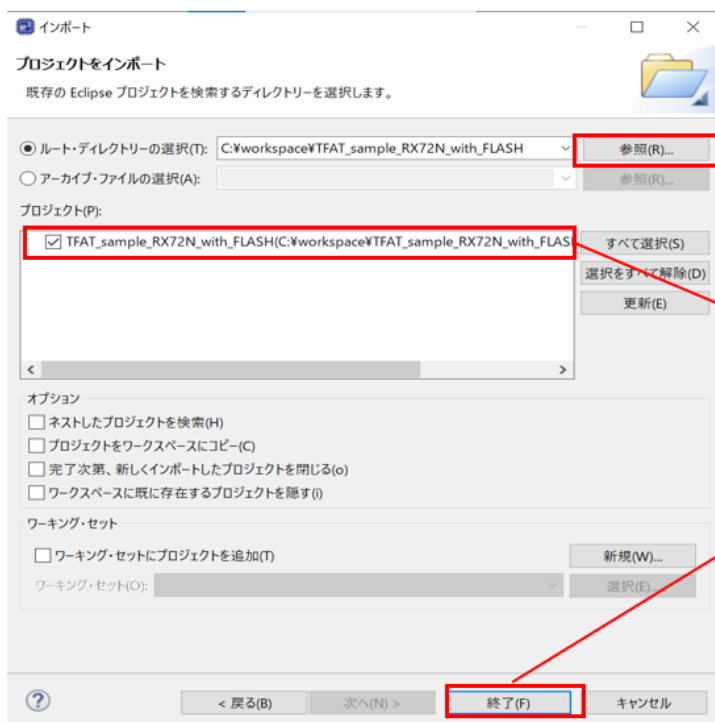 インポート
プロジェクトをインポート
既存の Eclipse プロジェクトを検索するディレクトリーを選択します。
ルート・ディレクトリーの選択(T): C:¥workspace¥TFAT_sample_RX72N_with_FLASH 参照(R)...
アーカイブ・ファイルの選択(A): 参照(R)...
プロジェクト(P):
TFAT_sample_RX72N_with_FLASH(C:¥workspace¥TFAT_sample_RX72N_with_FLAS すべて選択(S)
選択をすべて解除(D)
更新(E)
オプション
ネストしたプロジェクトを検索(H)
プロジェクトをワークスペースにコピー(C)
完了次第、新しくインポートしたプロジェクトを閉じる(o)
ワークスペースに既に存在するプロジェクトを隠す(i)
ワーキング・セット
ワーキング・セットにプロジェクトを追加(T) 新規(W)...
ワーキング・セット(O): 選択(E)...
? < 戻る(B) 次へ(N) > 終了(F) キャンセル